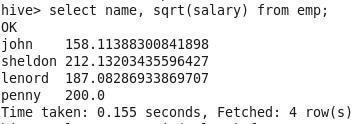 hive> select name, sqrt(salary) from emp;
OK
john 158.11388300841898
sheldon 212.13203435596427
lenord 187.08286933869707
penny 200.0
Time taken: 0.155 seconds, Fetched: 4 row(s)